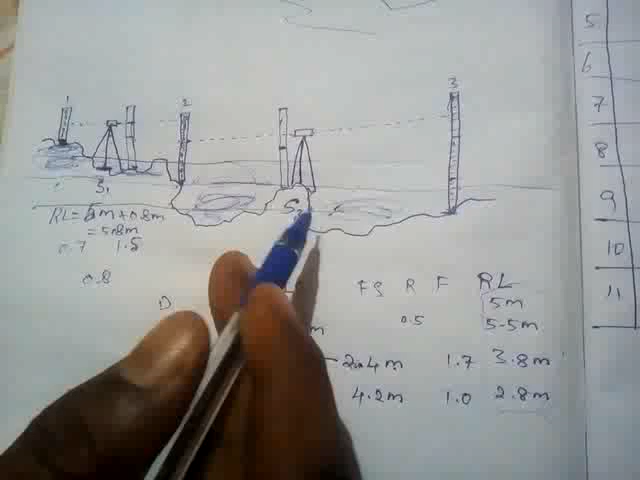 5
6
7
8
9
10
11
1
2
3
S1
S
RL = 5m + 0.8m
= 5.8m
0.7 1.5
0.8
D
FS R F RL
5m
0.5 5.5m
m
2.4m 1.7 3.8m
4.2m 1.0 2.8m